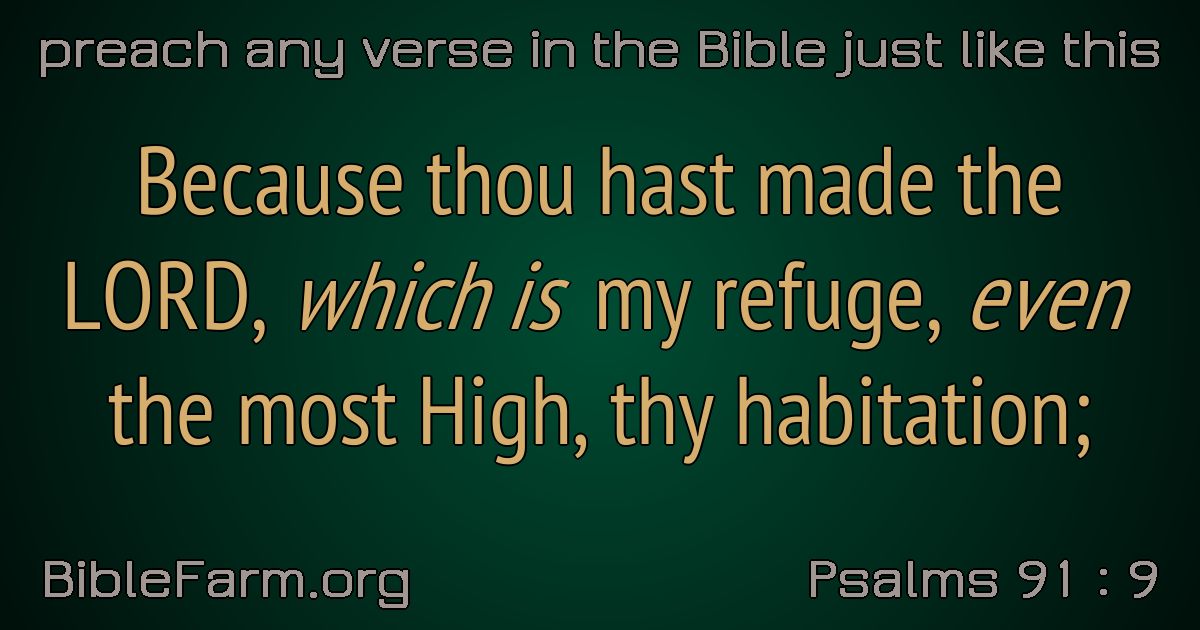 preach any verse in the Bible just like this
Because thou hast made the
LORD, which is my refuge, even
the most High, thy habitation;
BibleFarm.org
Psalms 91 : 9